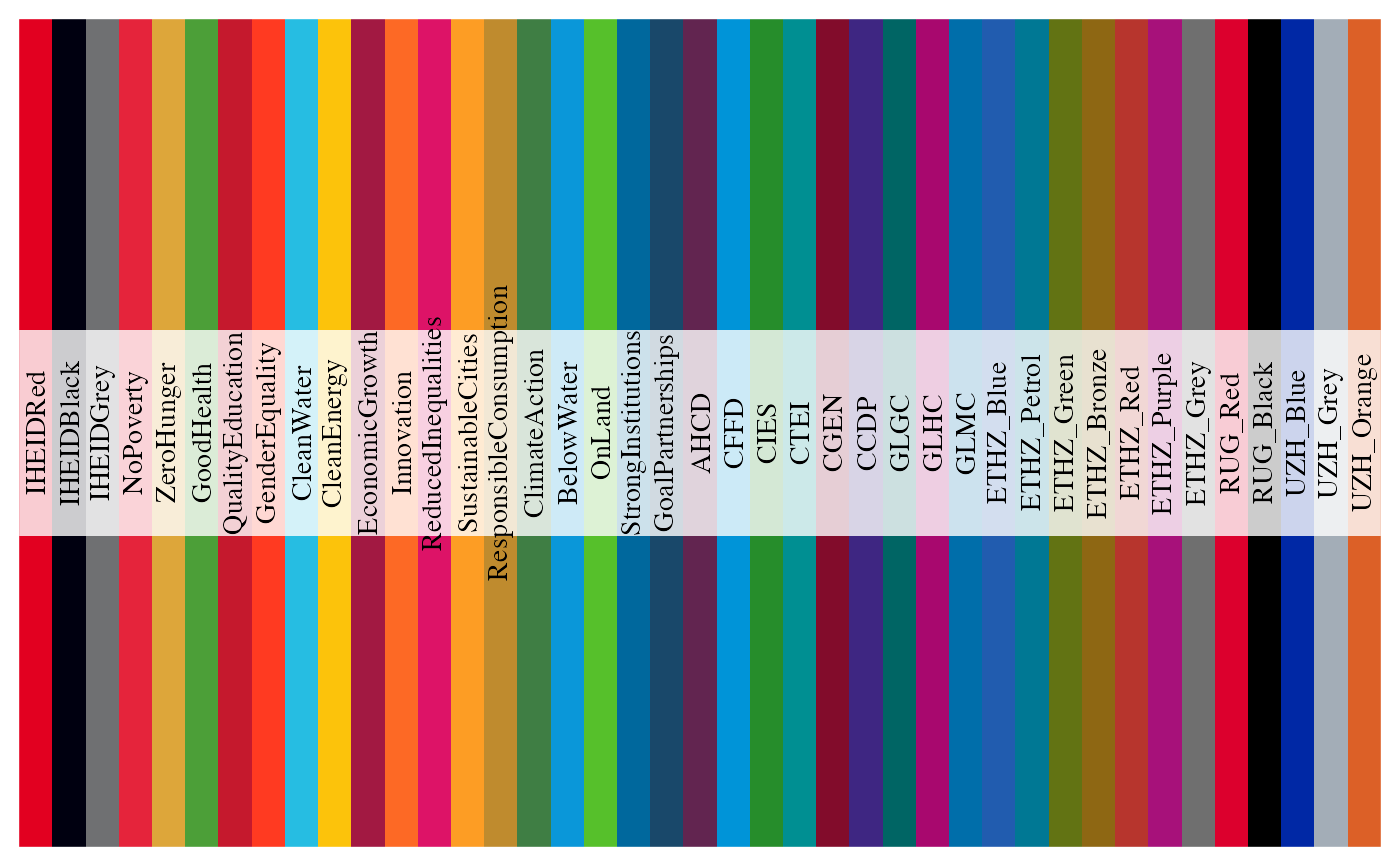 IHEIDRed
IHEIDBlack
IHEIDGrey
NoPoverty
ZeroHunger
GoodHealth
QualityEducation
GenderEquality
CleanWater
CleanEnergy
EconomicGrowth
Innovation
ReducedInequalities
SustainableCities
ResponsibleConsumption
ClimateAction
BelowWater
OnLand
StrongInstitutions
GoalPartnerships
AHCD
CFFD
CIES
CTEI
CGEN
CCDP
GLGC
GLHC
GLMC
ETHZ_Blue
ETHZ_Petrol
ETHZ_Green
ETHZ_Bronze
ETHZ_Red
ETHZ_Purple
ETHZ_Grey
RUG_Red
RUG_Black
UZH_Blue
UZH_Grey
UZH_Orange